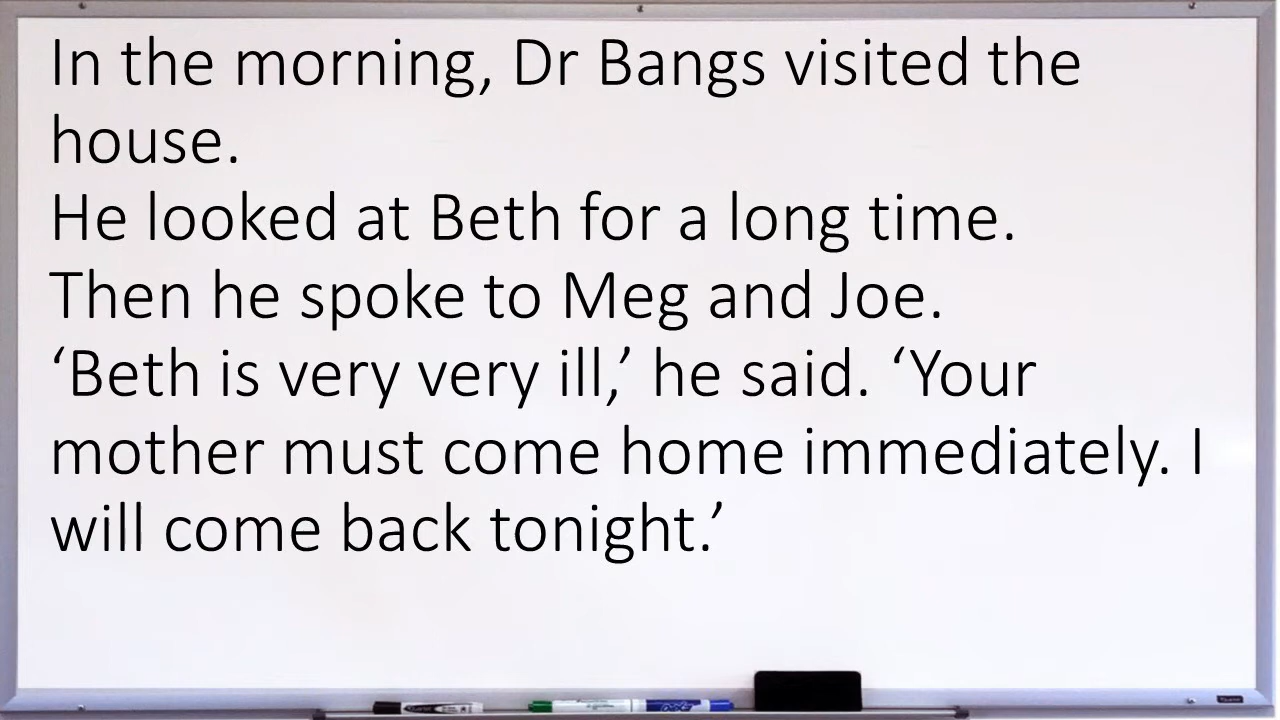 In the morning, Dr Bangs visited the
house.
He looked at Beth for a long time.
Then he spoke to Meg and Joe.
‘Beth is very very ill,’ he said. ‘Your
mother must come home immediately. I
will come back tonight.’